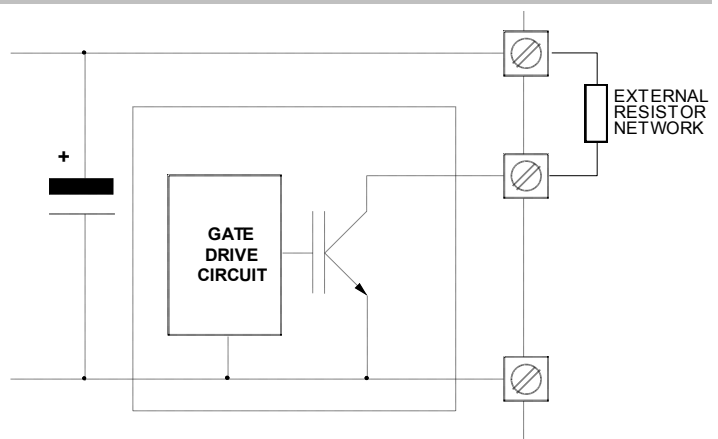 EXTERNAL
RESISTOR
NETWORK
+
GATE
DRIVE
CIRCUIT